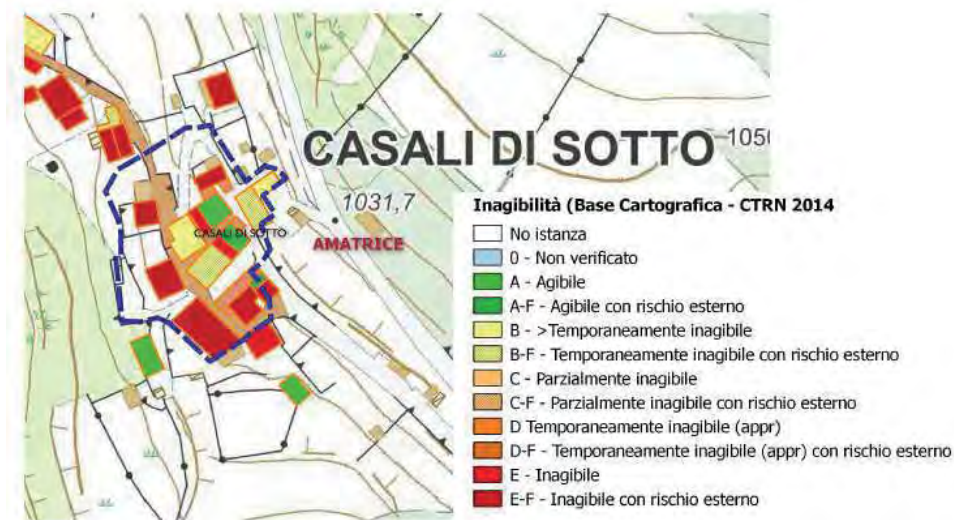 CASALI DI SOTTO
1050
1031,7
CASALI DI SOTTO
AMATRICE
Inagibilità (Base Cartografica - CTRN 2014
No istanza
0 - Non verificato
A - Agibile
A-F - Agibile con rischio esterno
B - >Temporaneamente inagibile
B-F - Temporaneamente inagibile con rischio esterno
C - Parzialmente inagibile
C-F - Parzialmente inagibile con rischio esterno
D Temporaneamente inagibile (appr)
D-F - Temporaneamente inagibile (appr) con rischio esterno
E - Inagibile
E-F - Inagibile con rischio esterno